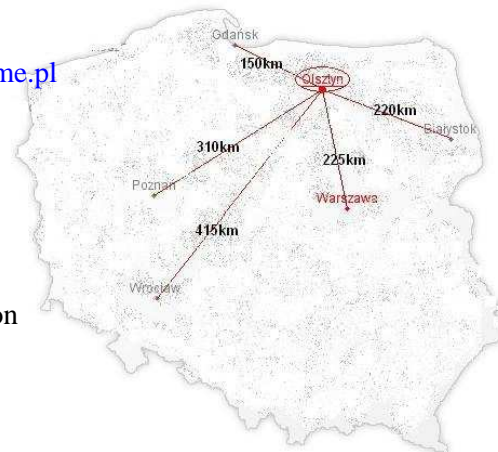 Gdańsk
me.pl
150km
Olsztyn
220km
Białystok
310km
225km
Poznań
Warszawa
415km
Wrocław
on